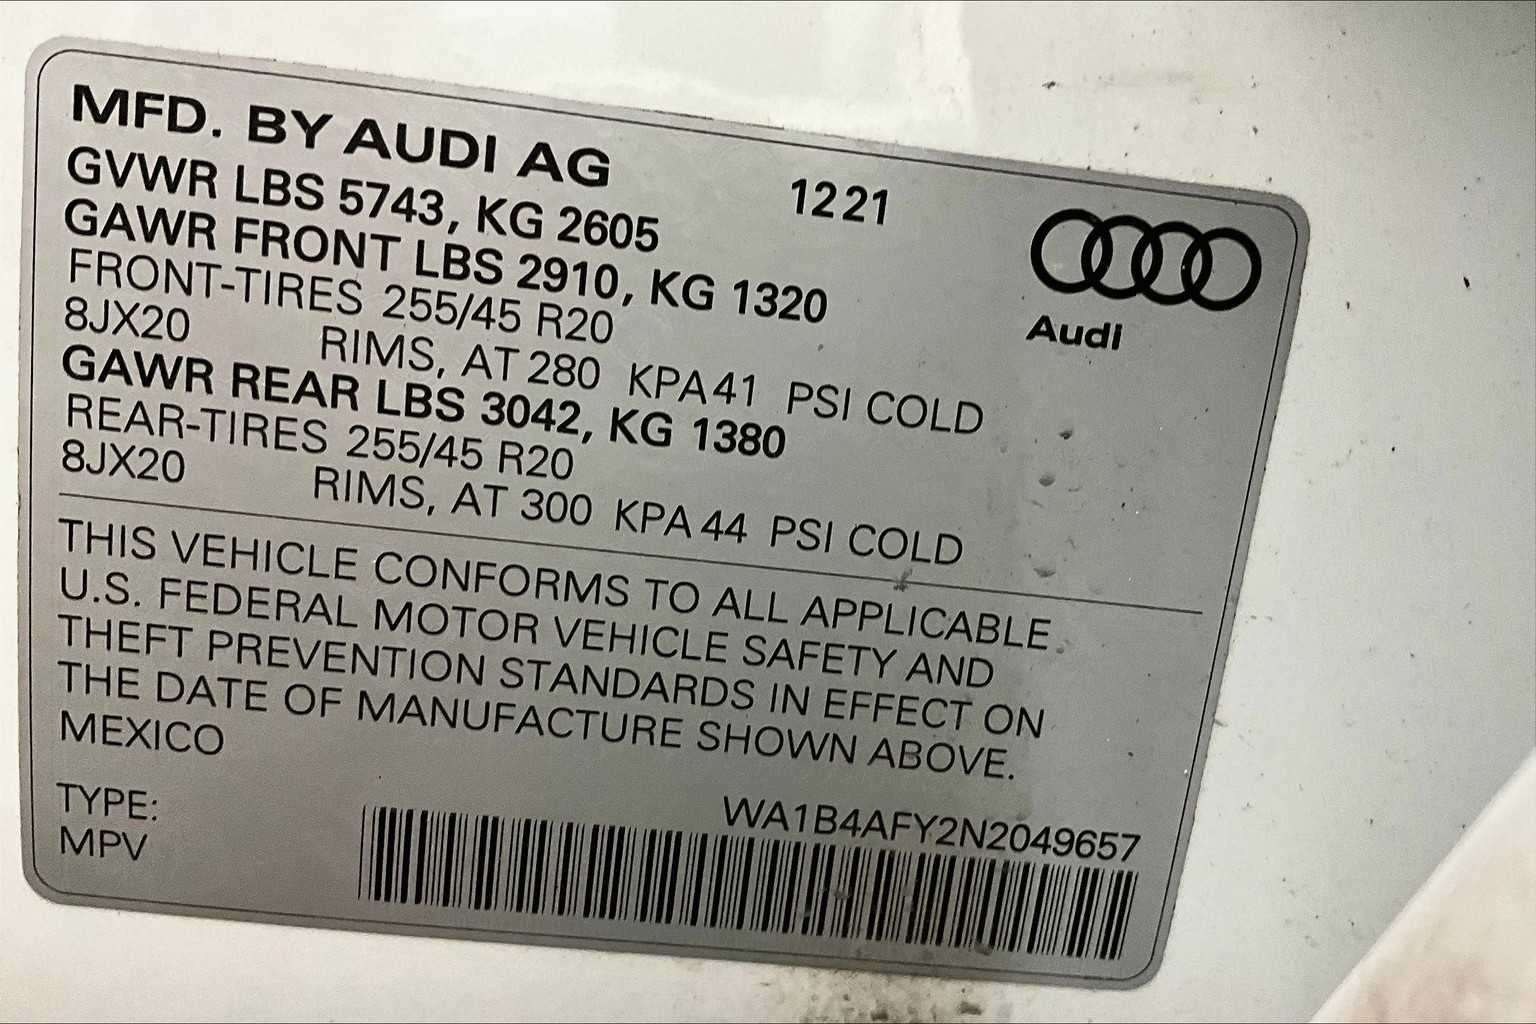 MFD. BY AUDI AG
1221
GVWR LBS 5743, KG 2605
GAWR FRONT LBS 2910, KG 1320
FRONT-TIRES 255/45 R20
8JX20 RIMS, AT 280 KPA 41 PSI COLD
GAWR REAR LBS 3042, KG 1380
REAR-TIRES 255/45 R20
8JX20 RIMS, AT 300 KPA 44 PSI COLD
Audi
THIS VEHICLE CONFORMS TO ALL APPLICABLE
U.S. FEDERAL MOTOR VEHICLE SAFETY AND
THEFT PREVENTION STANDARDS IN EFFECT ON
THE DATE OF MANUFACTURE SHOWN ABOVE.
MEXICO
TYPE:
MPV
WA1B4AFY2N2049657